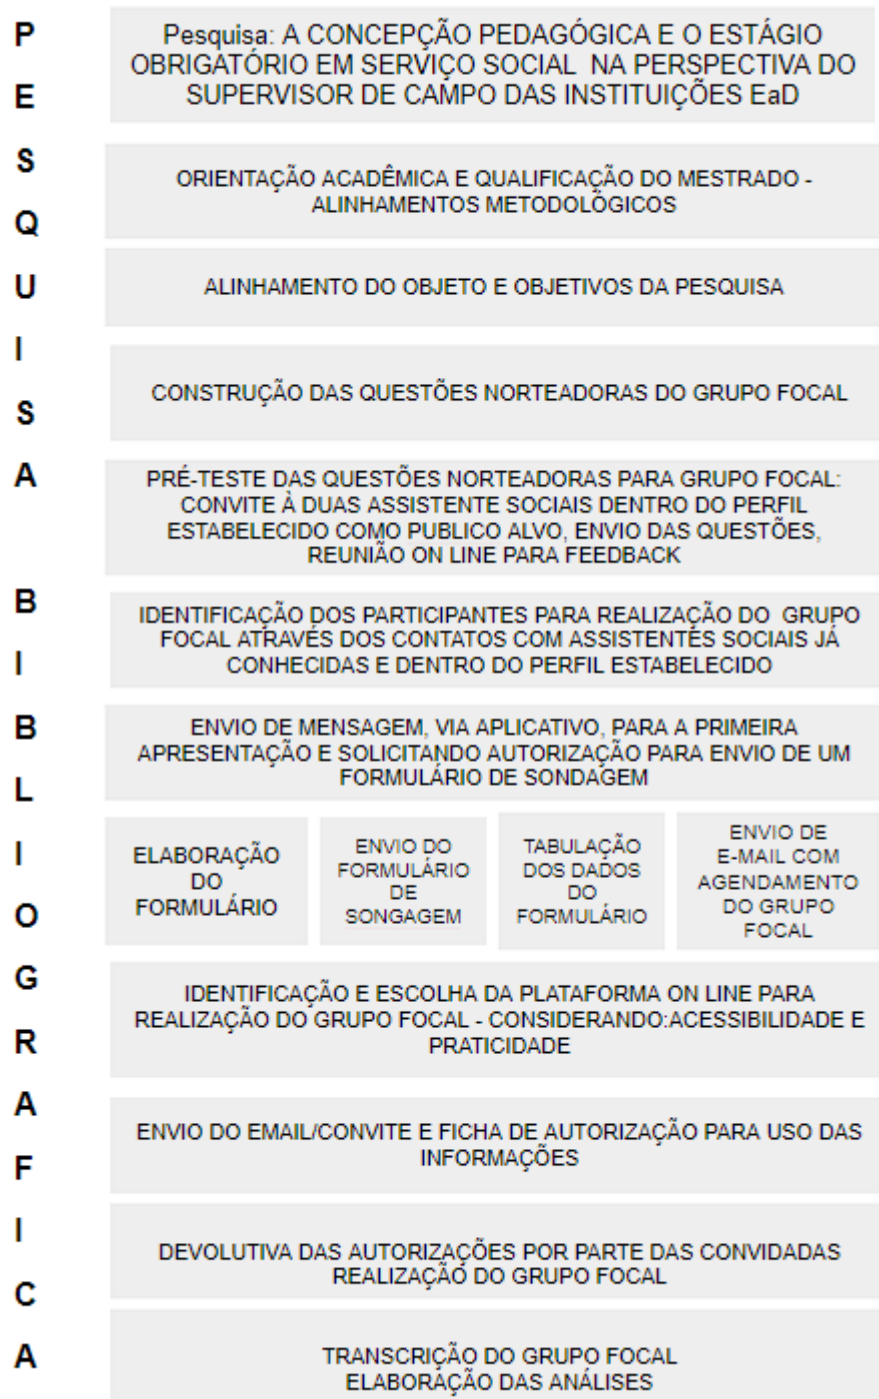 PESQUISA BIBLIOGRAFICA
Pesquisa: A CONCEPÇÃO PEDAGÓGICA E O ESTÁGIO
OBRIGATÓRIO EM SERVIÇO SOCIAL NA PERSPECTIVA DO
SUPERVISOR DE CAMPO DAS INSTITUIÇÕES EaD
ORIENTAÇÃO ACADÊMICA E QUALIFICAÇÃO DO MESTRADO -
ALINHAMENTOS METODOLÓGICOS
ALINHAMENTO DO OBJETO E OBJETIVOS DA PESQUISA
CONSTRUÇÃO DAS QUESTÕES NORTEADORAS DO GRUPO FOCAL
PRÉ-TESTE DAS QUESTÕES NORTEADORAS PARA GRUPO FOCAL:
CONVITE À DUAS ASSISTENTE SOCIAIS DENTRO DO PERFIL
ESTABELECIDO COMO PUBLICO ALVO, ENVIO DAS QUESTÕES,
REUNIÃO ON LINE PARA FEEDBACK
IDENTIFICAÇÃO DOS PARTICIPANTES PARA REALIZAÇÃO DO GRUPO
FOCAL ATRAVÉS DOS CONTATOS COM ASSISTENTES SOCIAIS JÁ
CONHECIDAS E DENTRO DO PERFIL ESTABELECIDO
ENVIO DE MENSAGEM, VIA APLICATIVO, PARA A PRIMEIRA
APRESENTAÇÃO E SOLICITANDO AUTORIZAÇÃO PARA ENVIO DE UM
FORMULÁRIO DE SONDAGEM
ELABORAÇÃO
DO
FORMULÁRIO
ENVIO DO
FORMULÁRIO
DE
SONGAGEM
TABULAÇÃO
DOS DADOS
DO
FORMULÁRIO
ENVIO DE
E-MAIL COM
AGENDAMENTO
DO GRUPO
FOCAL
IDENTIFICAÇÃO E ESCOLHA DA PLATAFORMA ON LINE PARA
REALIZAÇÃO DO GRUPO FOCAL - CONSIDERANDO:ACESSIBILIDADE E
PRATICIDADE
ENVIO DO EMAIL/CONVITE E FICHA DE AUTORIZAÇÃO PARA USO DAS
INFORMAÇÕES
DEVOLUTIVA DAS AUTORIZAÇÕES POR PARTE DAS CONVIDADAS
REALIZAÇÃO DO GRUPO FOCAL
TRANSCRIÇÃO DO GRUPO FOCAL
ELABORAÇÃO DAS ANÁLISES